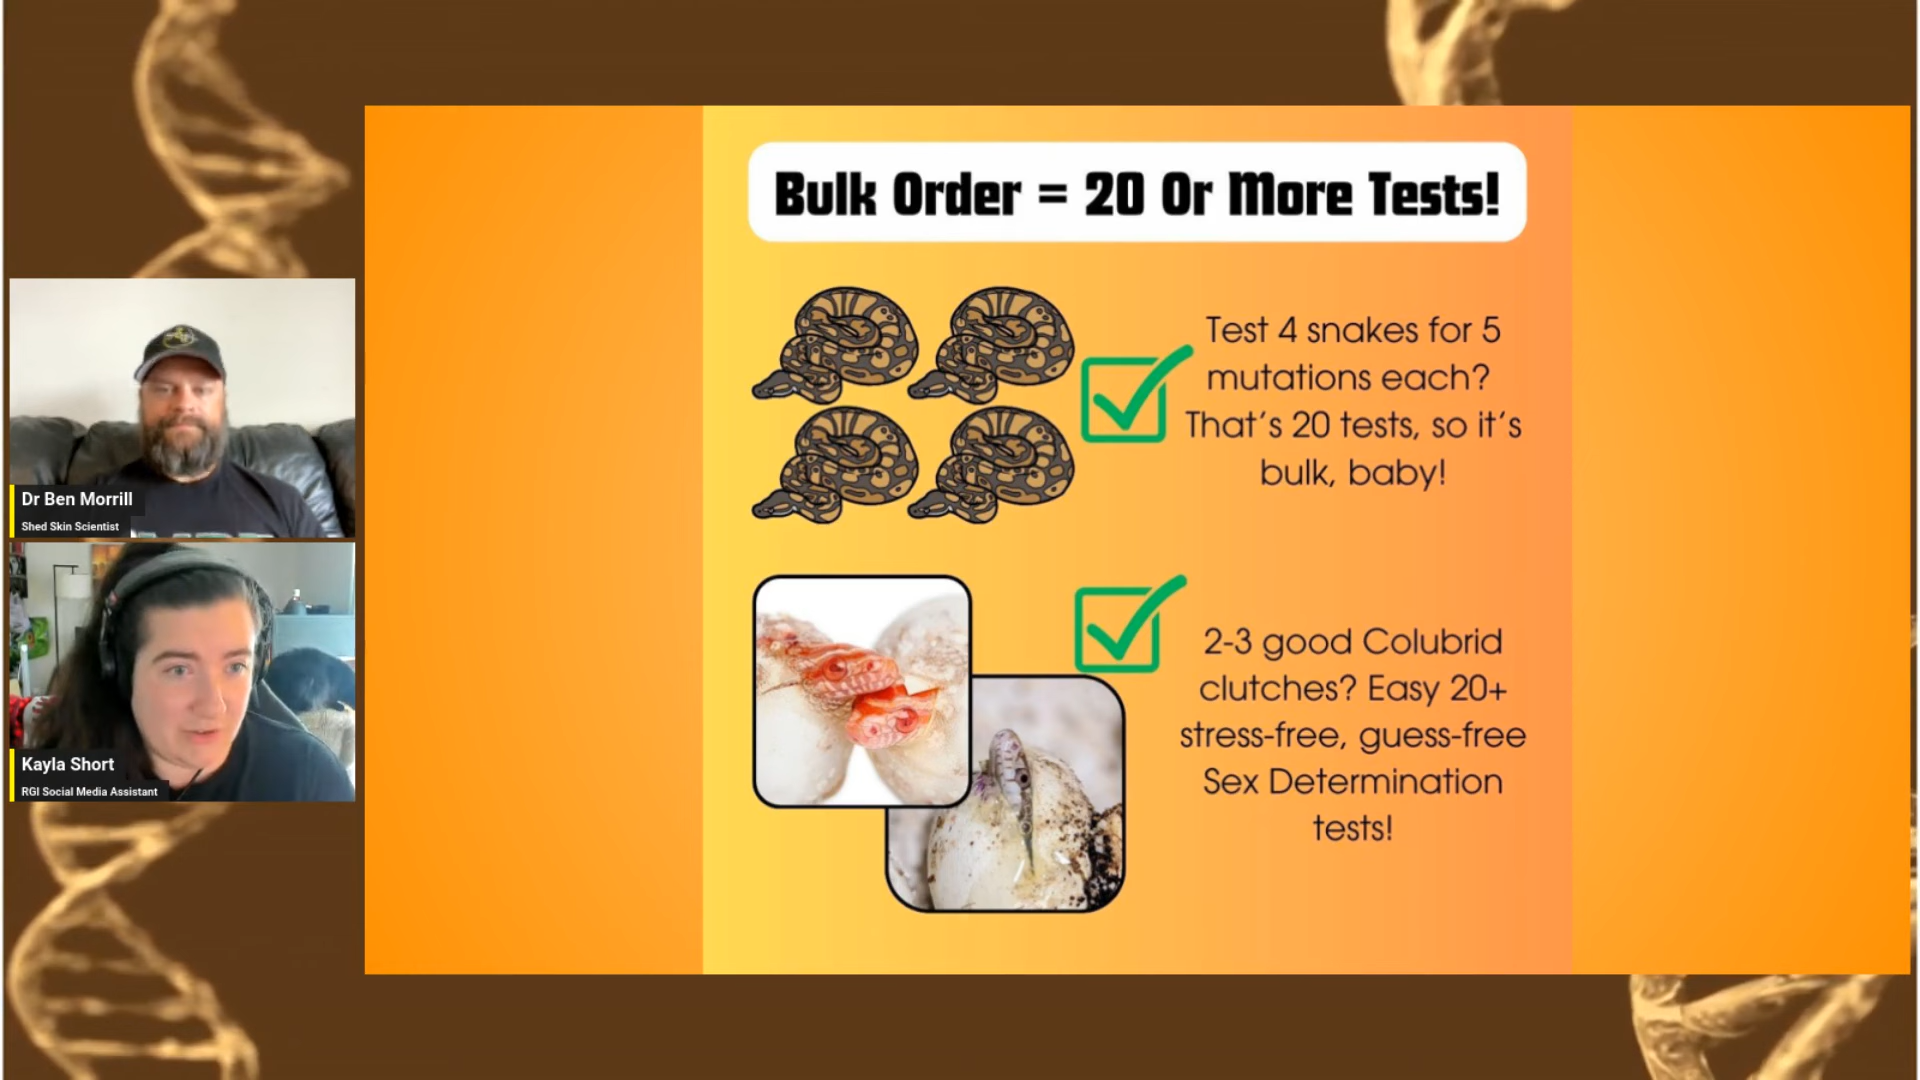 Bulk Order = 20 Or More Tests!
Test 4 snakes for 5
mutations each?
That's 20 tests, so it's
bulk, baby!
2-3 good Colubrid
clutches? Easy 20+
stress-free, guess-free
Sex Determination
tests!
Dr Ben Morrill
Shed Skin Scientist
Kayla Short
RGI Social Media Assistant